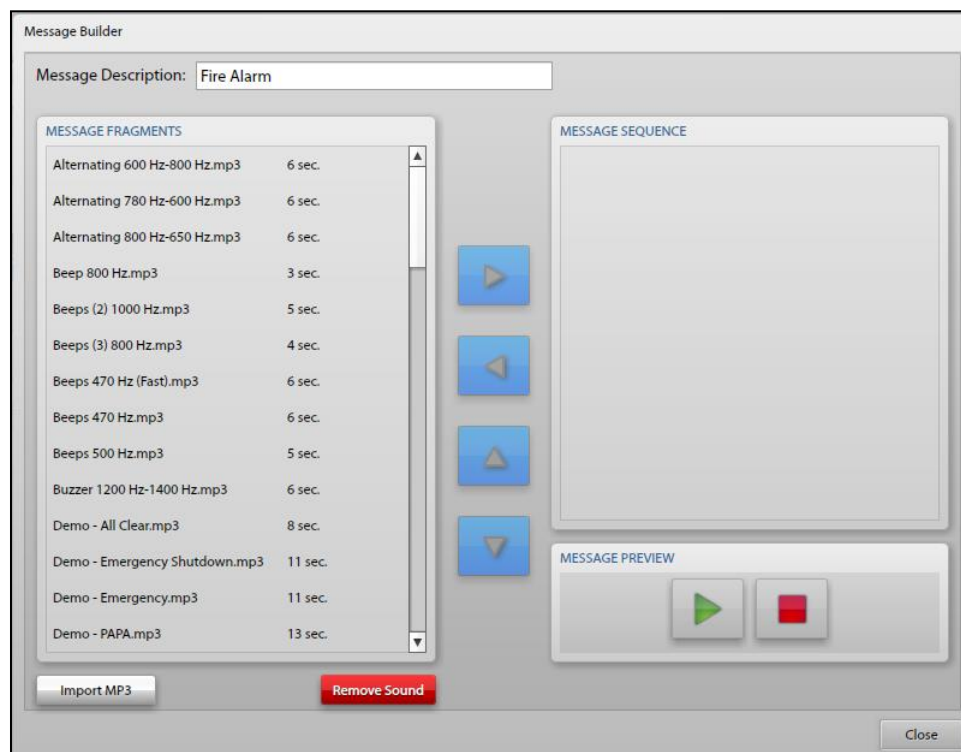 Message Builder
Message Description: Fire Alarm
MESSAGE FRAGMENTS
Alternating 600 Hz-800 Hz.mp3 6 sec.
Alternating 780 Hz-600 Hz.mp3 6 sec.
Alternating 800 Hz-650 Hz.mp3 6 sec.
Beep 800 Hz.mp3 3 sec.
Beeps (2) 1000 Hz.mp3 5 sec.
Beeps (3) 800 Hz.mp3 4 sec.
Beeps 470 Hz (Fast).mp3 6 sec.
Beeps 470 Hz.mp3 6 sec.
Beeps 500 Hz.mp3 5 sec.
Buzzer 1200 Hz-1400 Hz.mp3 6 sec.
Demo - All Clear.mp3 8 sec.
Demo - Emergency Shutdown.mp3 11 sec.
Demo - Emergency.mp3 11 sec.
Demo - PAPA.mp3 13 sec.
Import MP3
Remove Sound
MESSAGE SEQUENCE
MESSAGE PREVIEW
Close